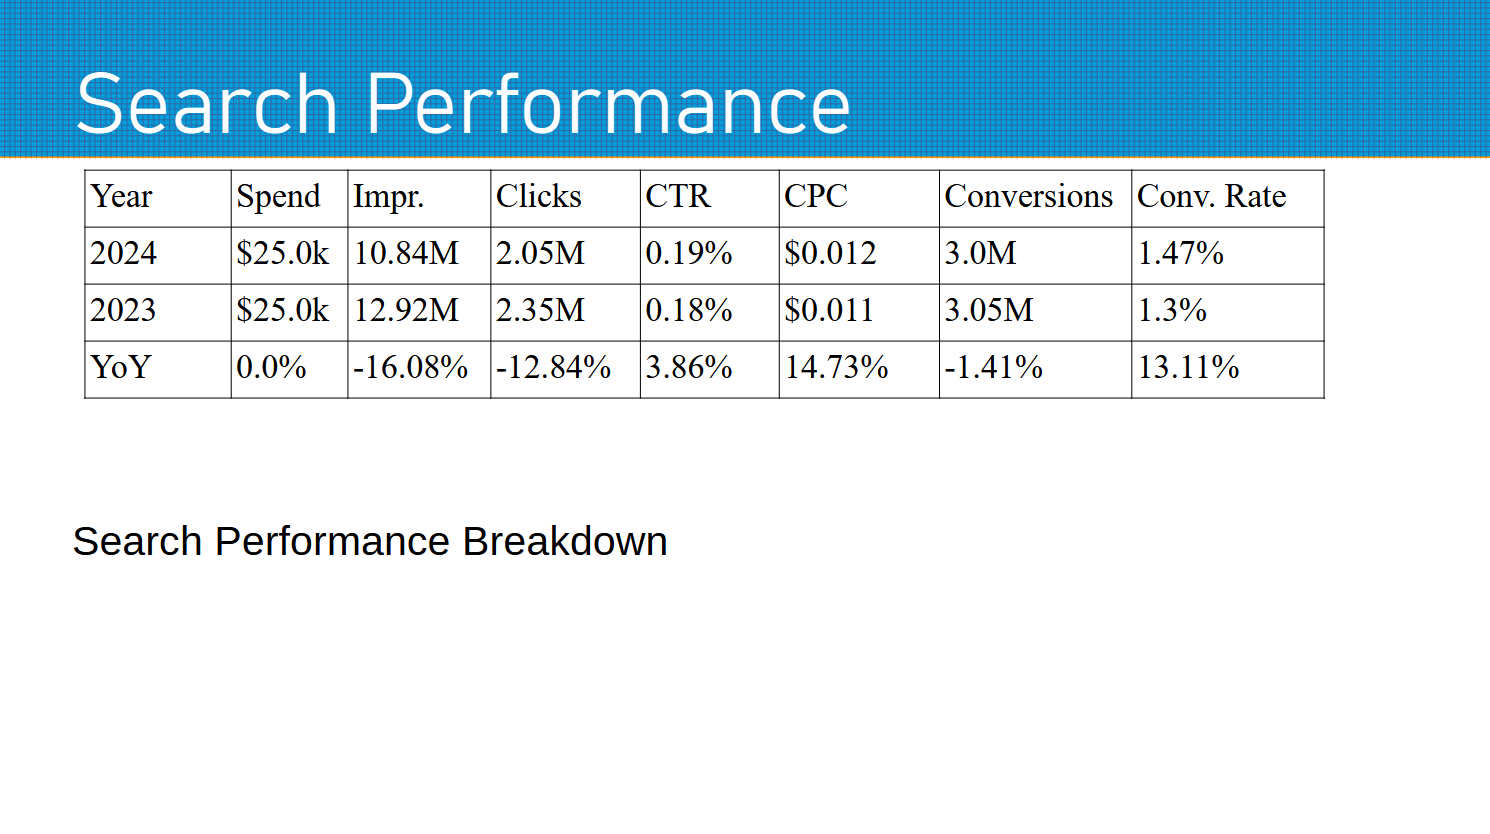 Search Performance
Year Spend Impr. Clicks CTR CPC Conversions Conv. Rate
2024 $25.0k 10.84M 2.05M 0.19% $0.012 3.0M 1.47%
2023 $25.0k 12.92M 2.35M 0.18% $0.011 3.05M 1.3%
YoY 0.0% -16.08% -12.84% 3.86% 14.73% -1.41% 13.11%
Search Performance Breakdown